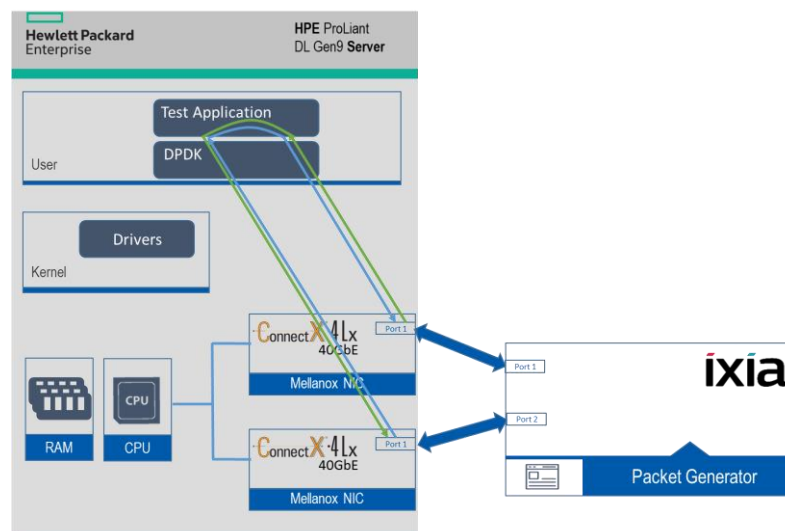 Hewlett Packard
Enterprise
HPE ProLiant
DL Gen9 Server
Test Application
DPDK
User
Drivers
Kernel
ConnectX·4Lx
40GbE
Port 1
Mellanox NIC
RAM
CPU
CPU
ConnectX·4Lx
40GbE
Port 1
Mellanox NIC
Port 1
ixia
Port 2
Packet Generator